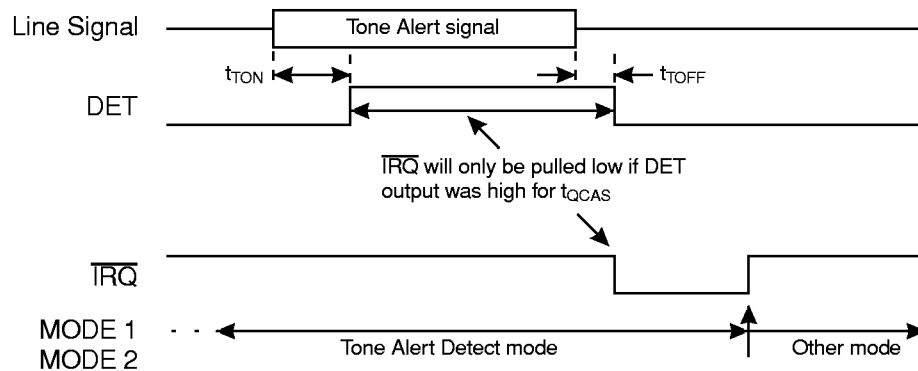 Line Signal
Tone Alert signal
tTON
tTOFF
DET
IRQ will only be pulled low if DET
output was high for tQCAS
IRQ
MODE 1
MODE 2
Tone Alert Detect mode
Other mode